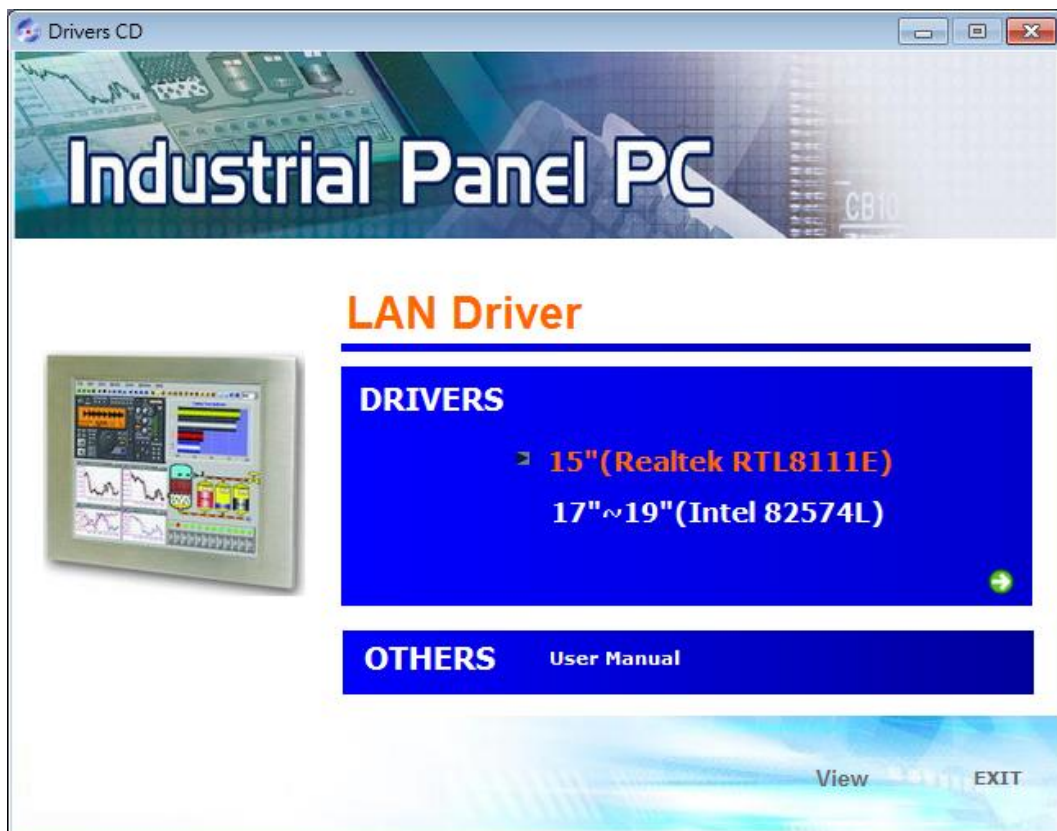 Drivers CD
Industrial Panel PC
CB10
LAN Driver
DRIVERS
15"(Realtek RTL8111E)
17"~19"(Intel 82574L)
OTHERS
User Manual
View
EXIT